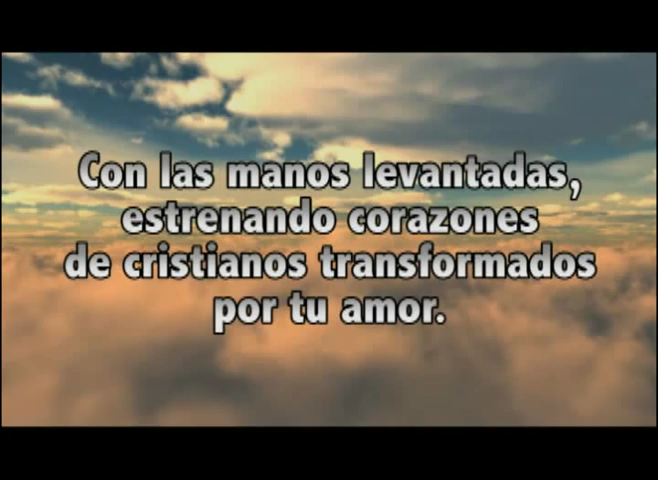 Con las manos levantadas,
estrenando corazones
de cristianos transformados
por tu amor.